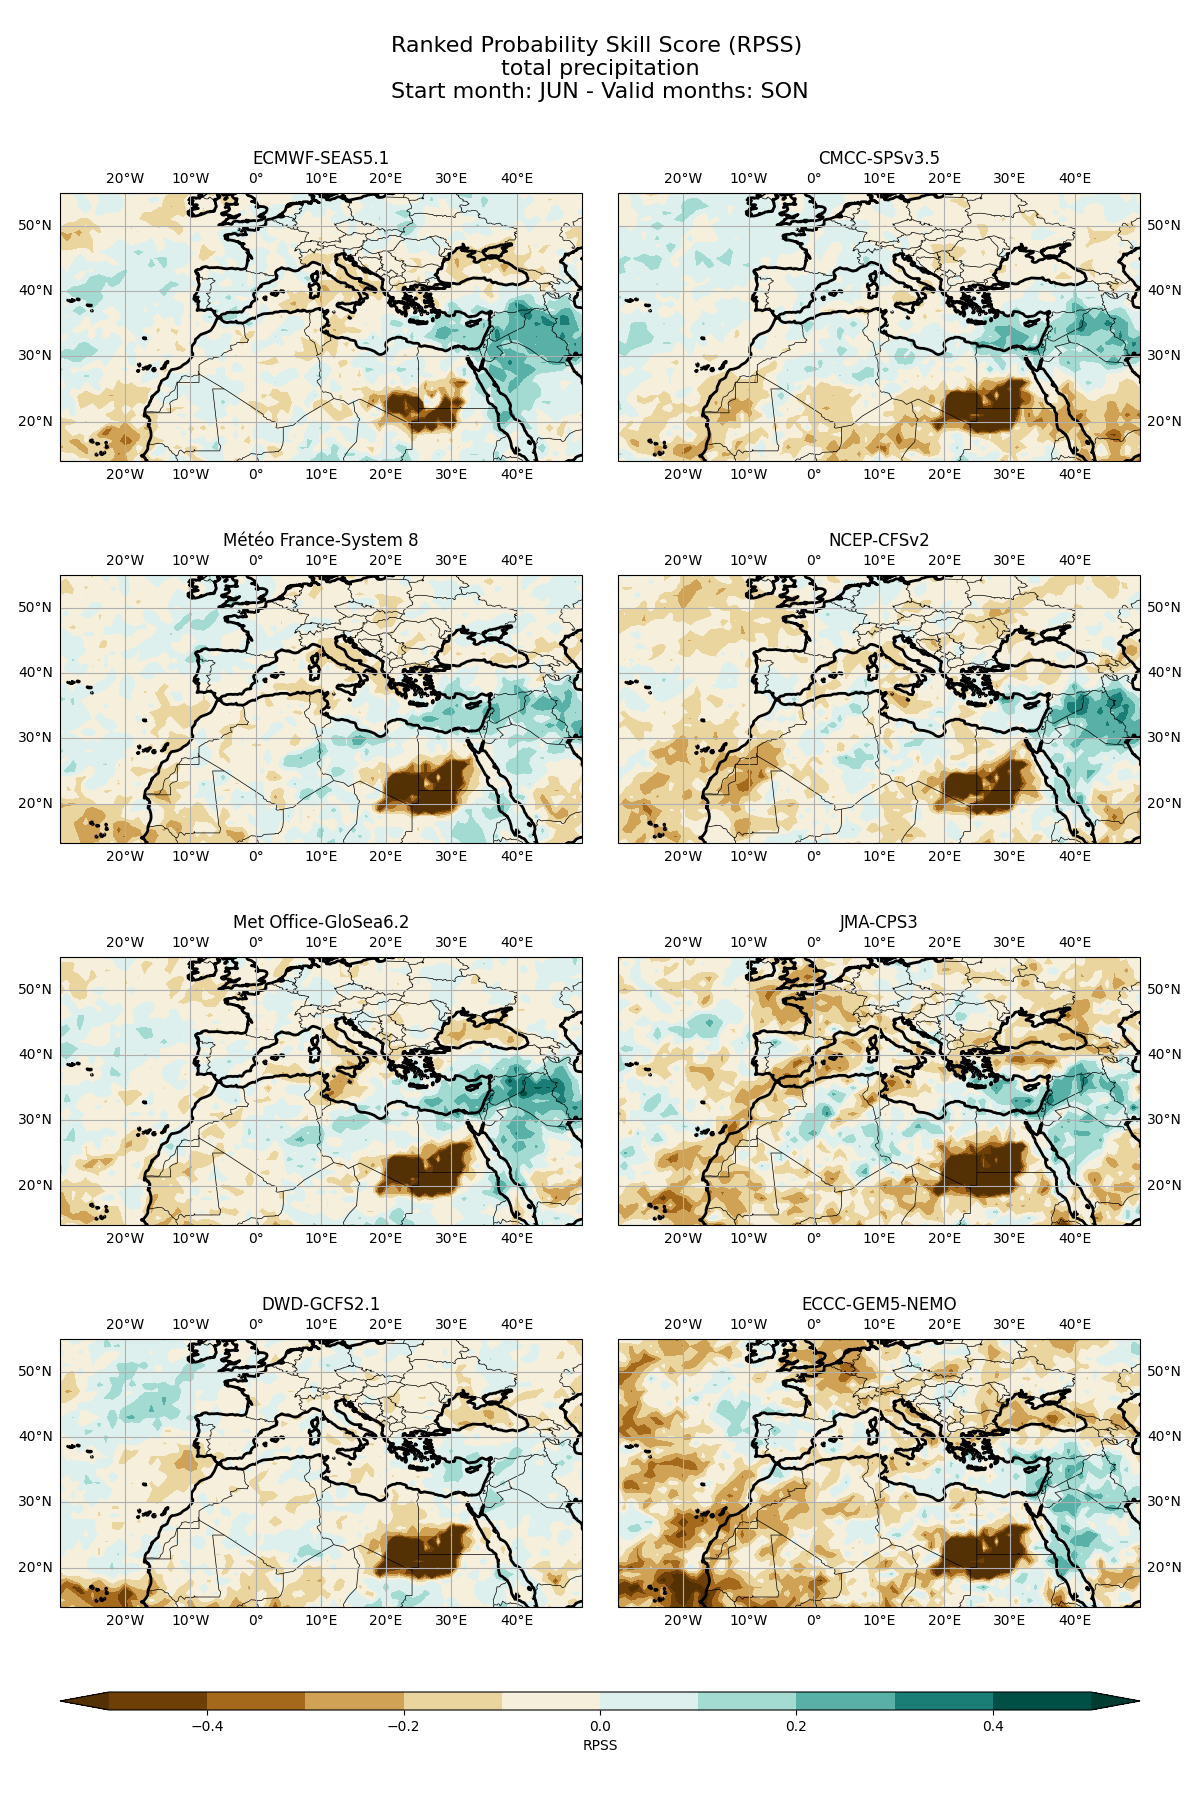 Ranked Probability Skill Score (RPSS)
total precipitation
Start month: JUN - Valid months: SON
ECMWF-SEAS5.1
20°W 10°W 0° 10°E 20°E 30°E 40°E
50°N
40°N
30°N
20°N
20°W 10°W 0° 10°E 20°E 30°E 40°E
CMCC-SPSv3.5
20°W 10°W 0° 10°E 20°E 30°E 40°E
50°N
40°N
30°N
20°N
20°W 10°W 0° 10°E 20°E 30°E 40°E
Météo France-System 8
20°W 10°W 0° 10°E 20°E 30°E 40°E
50°N
40°N
30°N
20°N
20°W 10°W 0° 10°E 20°E 30°E 40°E
NCEP-CFSv2
20°W 10°W 0° 10°E 20°E 30°E 40°E
50°N
40°N
30°N
20°N
20°W 10°W 0° 10°E 20°E 30°E 40°E
Met Office-GloSea6.2
20°W 10°W 0° 10°E 20°E 30°E 40°E
50°N
40°N
30°N
20°N
20°W 10°W 0° 10°E 20°E 30°E 40°E
JMA-CPS3
20°W 10°W 0° 10°E 20°E 30°E 40°E
50°N
40°N
30°N
20°N
20°W 10°W 0° 10°E 20°E 30°E 40°E
DWD-GCFS2.1
20°W 10°W 0° 10°E 20°E 30°E 40°E
50°N
40°N
30°N
20°N
20°W 10°W 0° 10°E 20°E 30°E 40°E
ECCC-GEM5-NEMO
20°W 10°W 0° 10°E 20°E 30°E 40°E
50°N
40°N
30°N
20°N
20°W 10°W 0° 10°E 20°E 30°E 40°E
−0.4 −0.2 0.0 0.2 0.4
RPSS